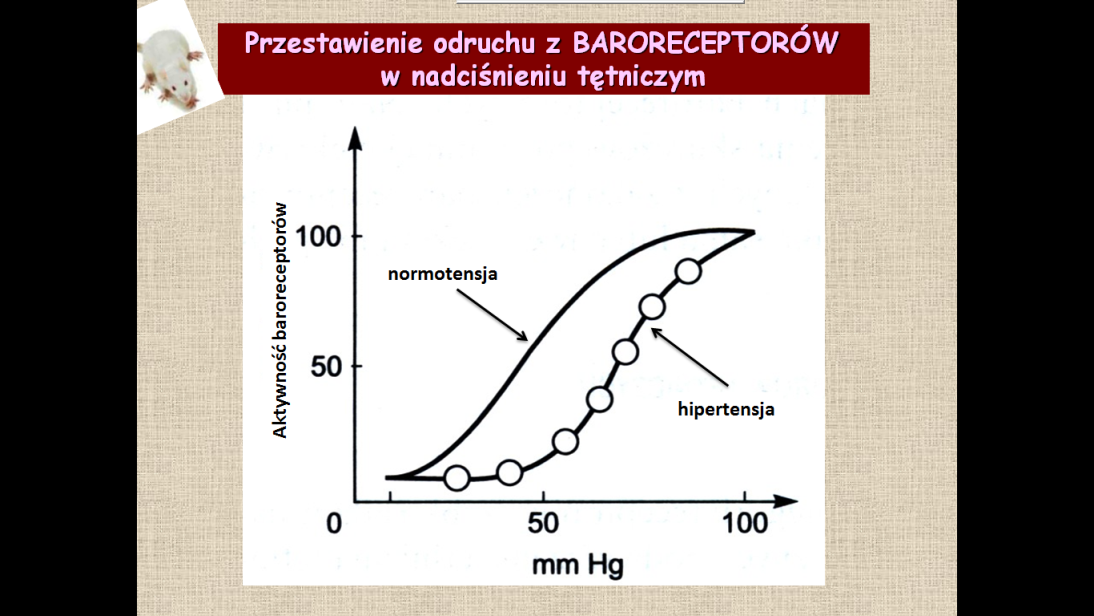 Przestawienie odruchu z BARORECEPTORÓW
w nadciśnieniu tętniczym
Aktywność baroreceptorów
100
50
normotensja
hipertensja
0
50
100
mm Hg